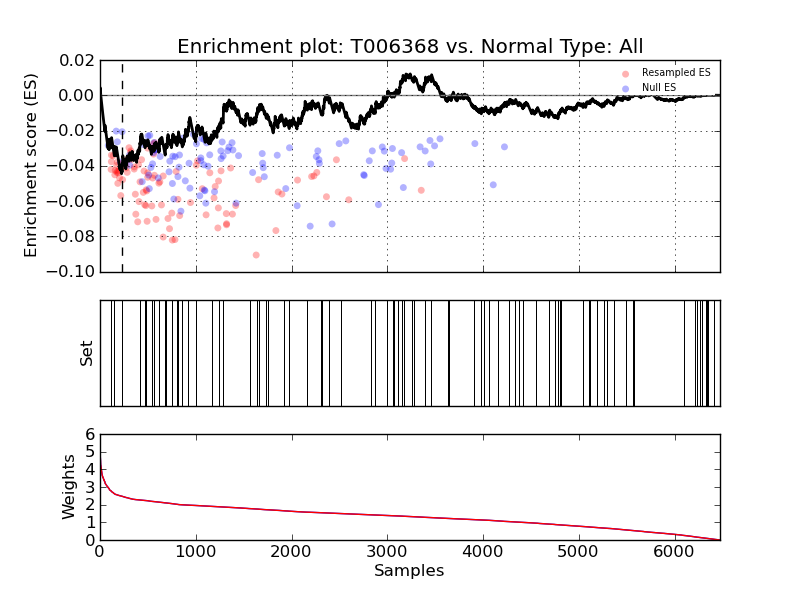 Enrichment plot: T006368 vs. Normal Type: All
Enrichment score (ES)
0.02
0.00
−0.02
−0.04
−0.06
−0.08
−0.10
Resampled ES
Null ES
Set
Weights
6
5
4
3
2
1
0
0 1000 2000 3000 4000 5000 6000
Samples